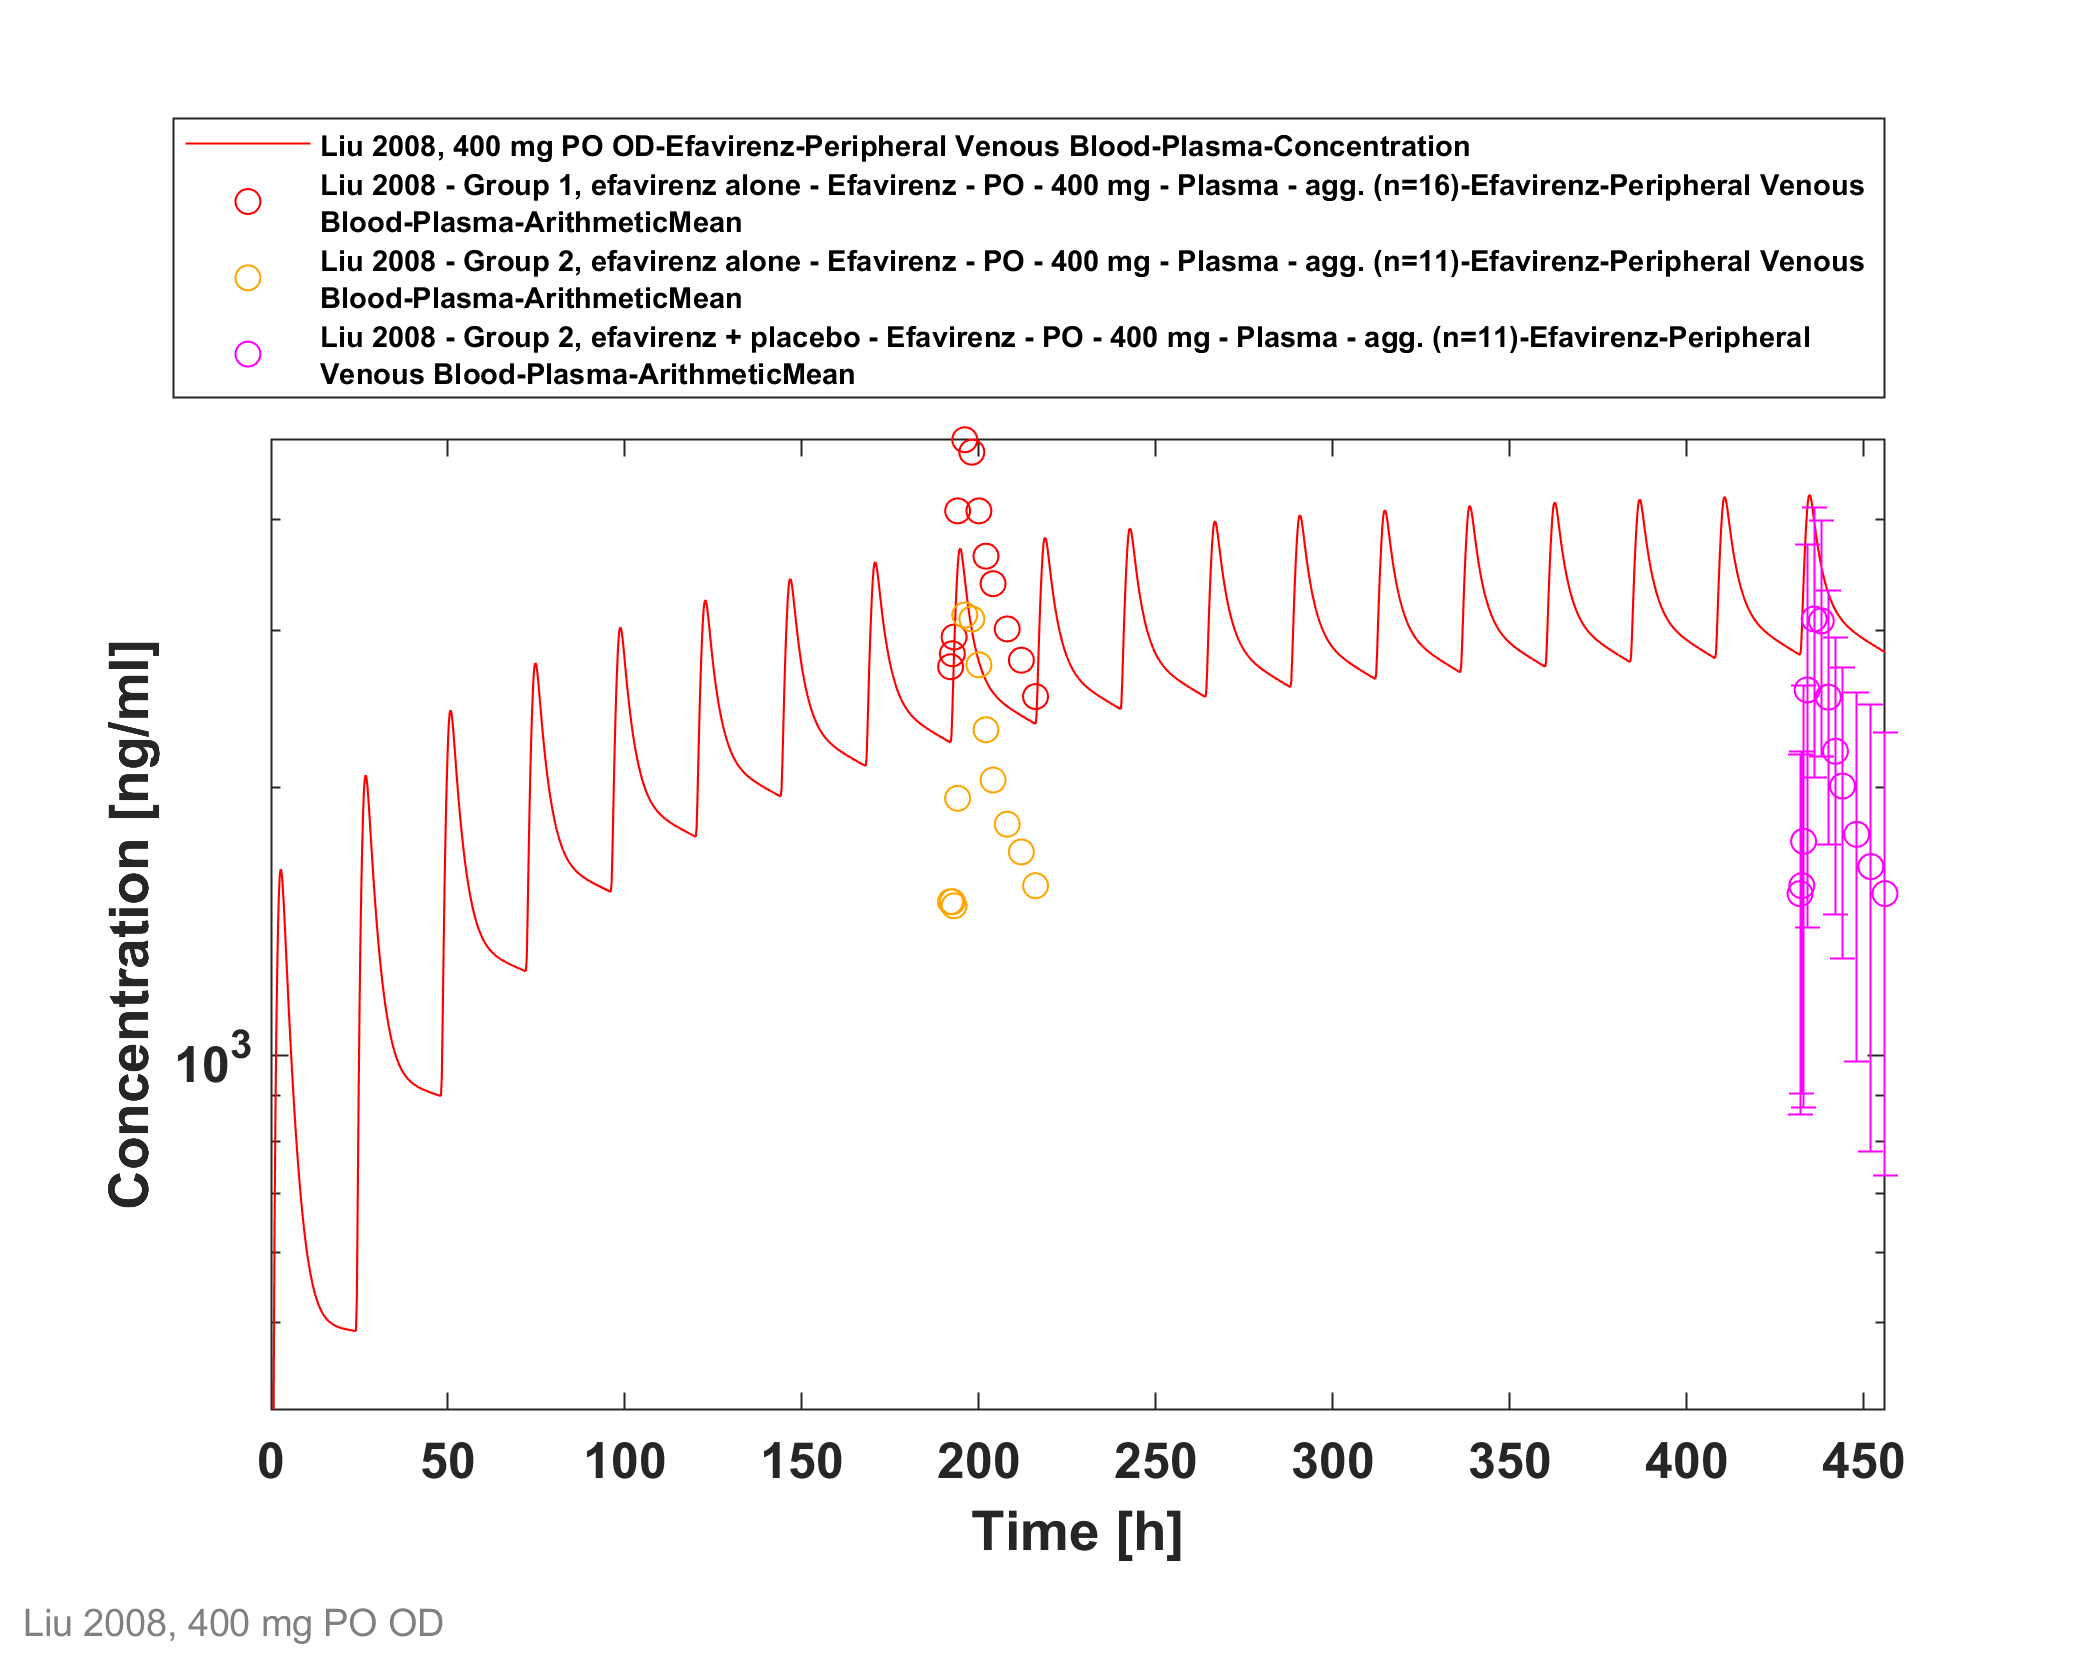 Liu 2008, 400 mg PO OD-Efavirenz-Peripheral Venous Blood-Plasma-Concentration
Liu 2008 - Group 1, efavirenz alone - Efavirenz - PO - 400 mg - Plasma - agg. (n=16)-Efavirenz-Peripheral Venous
Blood-Plasma-ArithmeticMean
Liu 2008 - Group 2, efavirenz alone - Efavirenz - PO - 400 mg - Plasma - agg. (n=11)-Efavirenz-Peripheral Venous
Blood-Plasma-ArithmeticMean
Liu 2008 - Group 2, efavirenz + placebo - Efavirenz - PO - 400 mg - Plasma - agg. (n=11)-Efavirenz-Peripheral
Venous Blood-Plasma-ArithmeticMean
Concentration [ng/ml]
10³
0 50 100 150 200 250 300 350 400 450
Time [h]
Liu 2008, 400 mg PO OD